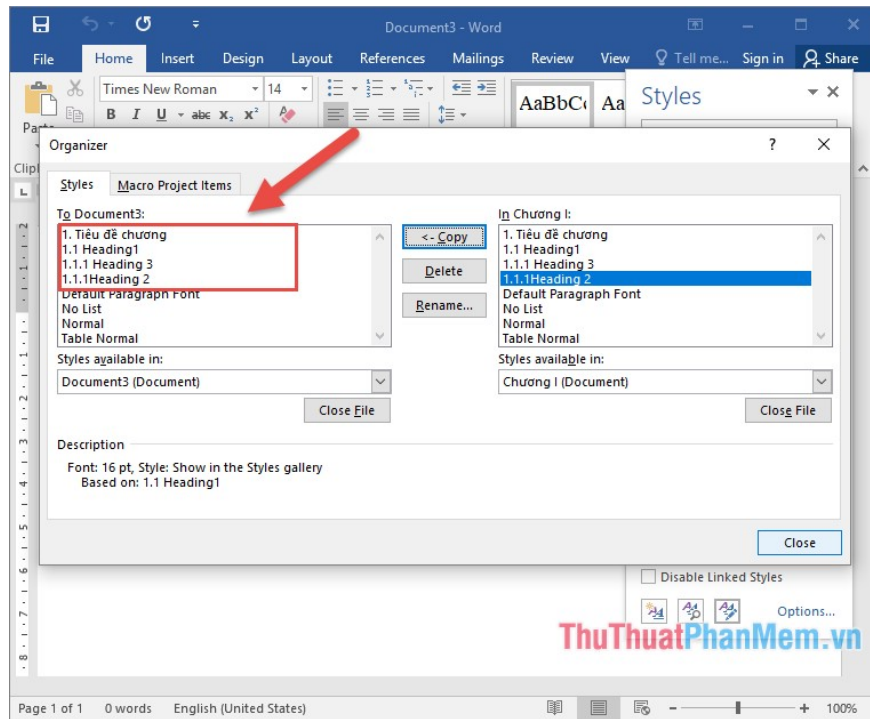 Document3 - Word
File Home Insert Design Layout References Mailings Review View Tell me... Sign in Share
Times New Roman 14
B I U abc X₂ X²
AaBbCc Aa
Styles
Organizer ? ×
Styles Macro Project Items
To Document3:
1. Tiêu đề chương
1.1 Heading1
1.1.1 Heading 3
1.1.1Heading 2
Default Paragraph Font
No List
Normal
Table Normal
Styles available in:
Document3 (Document)
Close File
<- Copy
Delete
Rename...
In Chương I:
1. Tiêu đề chương
1.1 Heading1
1.1.1 Heading 3
1.1.1Heading 2
Default Paragraph Font
No List
Normal
Table Normal
Styles available in:
Chương I (Document)
Close File
Description
Font: 16 pt, Style: Show in the Styles gallery
Based on: 1.1 Heading1
Close
Disable Linked Styles
Options...
ThuThuatPhanMem.vn
Page 1 of 1 0 words English (United States) 100%